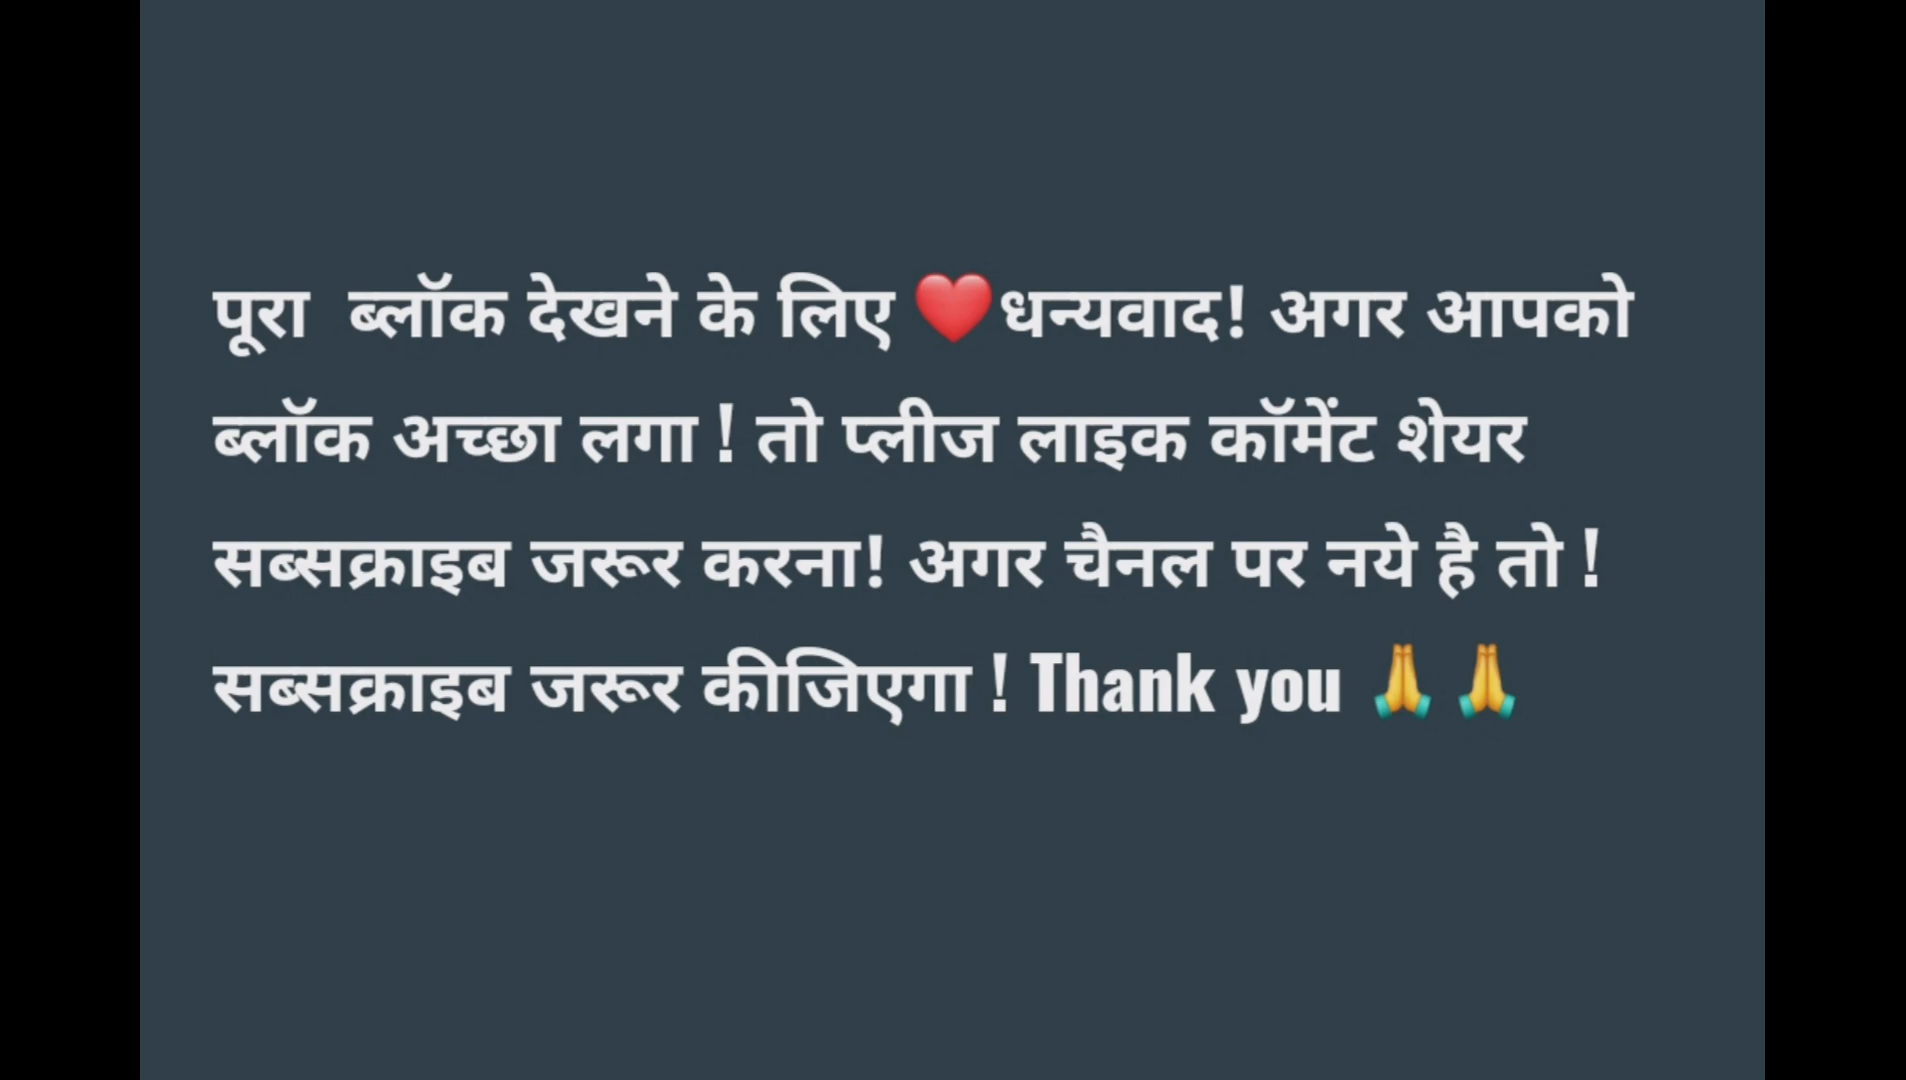 पूरा  ब्लॉक देखने के लिए ❤️धन्यवाद! अगर आपको
ब्लॉक अच्छा लगा ! तो प्लीज लाइक कॉमेंट शेयर
सब्सक्राइब जरूर करना! अगर चैनल पर नये है तो !
सब्सक्राइब जरूर कीजिएगा ! Thank you 🙏🙏